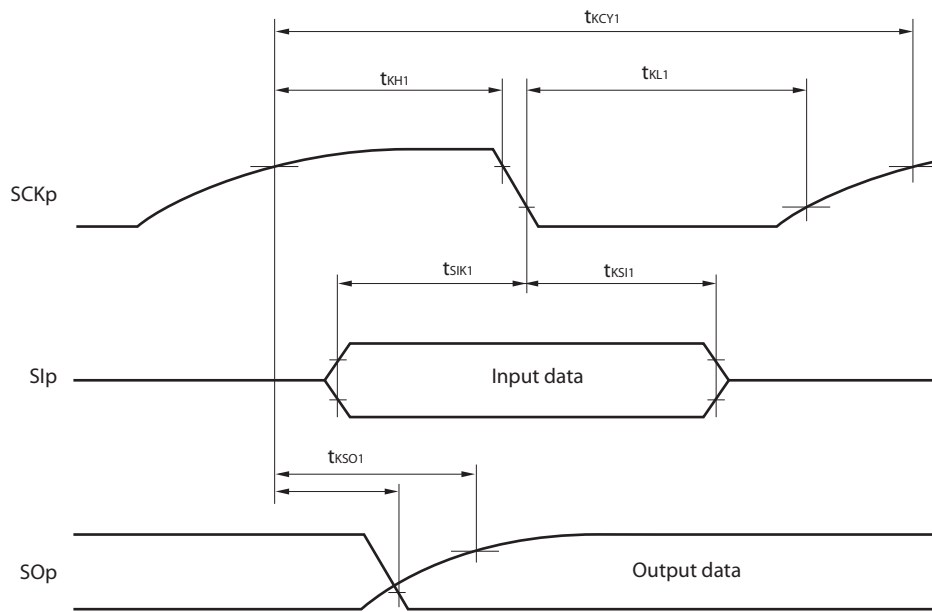 tKCY1
tKH1
tKL1
SCKp
tSIK1
tKSI1
SIp
Input data
tKSO1
SOp
Output data